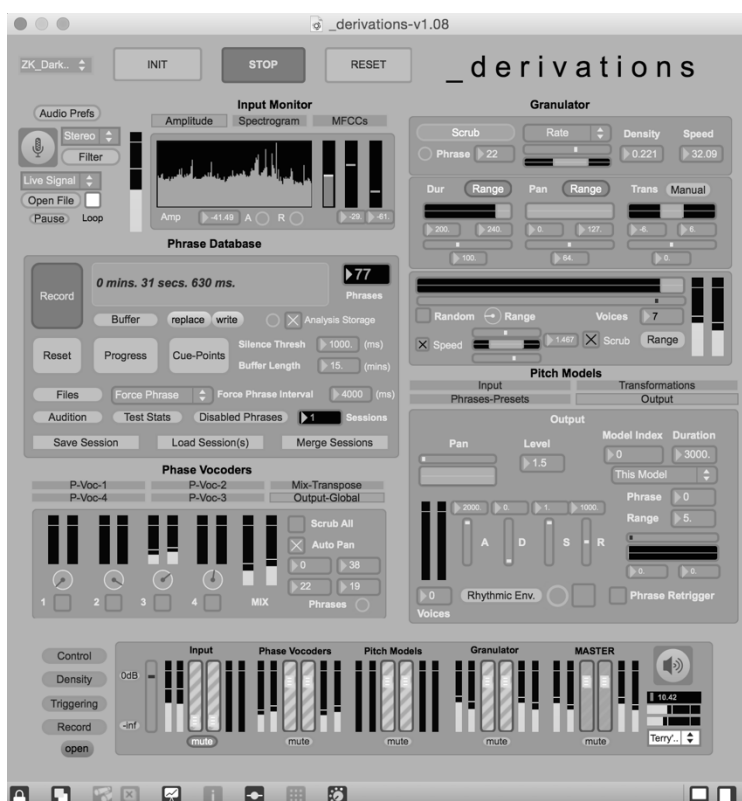 _derivations-v1.08
ZK_Dark..
INIT
STOP
RESET
_derivations
Audio Prefs
Stereo
Filter
Live Signal
Open File
Pause
Loop
Input Monitor
Amplitude
Spectrogram
MFCCs
Amp
-41.49
A
R
-29.
-61.
Granulator
Scrub
Rate
Density
Speed
Phrase
22
0.221
32.09
Dur
Range
Pan
Range
Trans
Manual
200.
240.
0.
127.
-6.
6.
100.
64.
0.
Random
Range
Voices
7
Speed
1.467
Scrub
Range
Phrase Database
Record
0 mins. 31 secs. 630 ms.
77
Phrases
Buffer
replace
write
Analysis Storage
Reset
Progress
Cue-Points
Silence Thresh
1000.
(ms)
Buffer Length
15.
(mins)
Files
Force Phrase
Force Phrase Interval
4000
(ms)
Audition
Test Stats
Disabled Phrases
1
Sessions
Save Session
Load Session(s)
Merge Sessions
Pitch Models
Input
Transformations
Phrases-Presets
Output
Output
Pan
Level
Model Index
Duration
1.5
0
3000.
This Model
Phrase
0
Range
5.
2000.
0.
1.
1000.
A
D
S
R
0.
0.
0
Voices
Rhythmic Env.
Phrase Retrigger
Phase Vocoders
P-Voc-1
P-Voc-2
Mix-Transpose
P-Voc-4
P-Voc-3
Output-Global
Scrub All
Auto Pan
0
38
22
19
Phrases
1
2
3
4
MIX
Control
Density
Triggering
Record
open
0dB
-inf
Input
Phase Vocoders
Pitch Models
Granulator
MASTER
mute
mute
mute
mute
mute
10.42
Terry'..